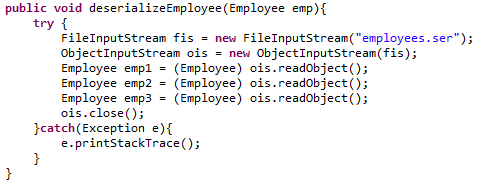 public void deserializeEmployee(Employee emp){
    try {
        FileInputStream fis = new FileInputStream("employees.ser");
        ObjectInputStream ois = new ObjectInputStream(fis);
        Employee emp1 = (Employee) ois.readObject();
        Employee emp2 = (Employee) ois.readObject();
        Employee emp3 = (Employee) ois.readObject();
        ois.close();
    }catch(Exception e){
        e.printStackTrace();
    }
}